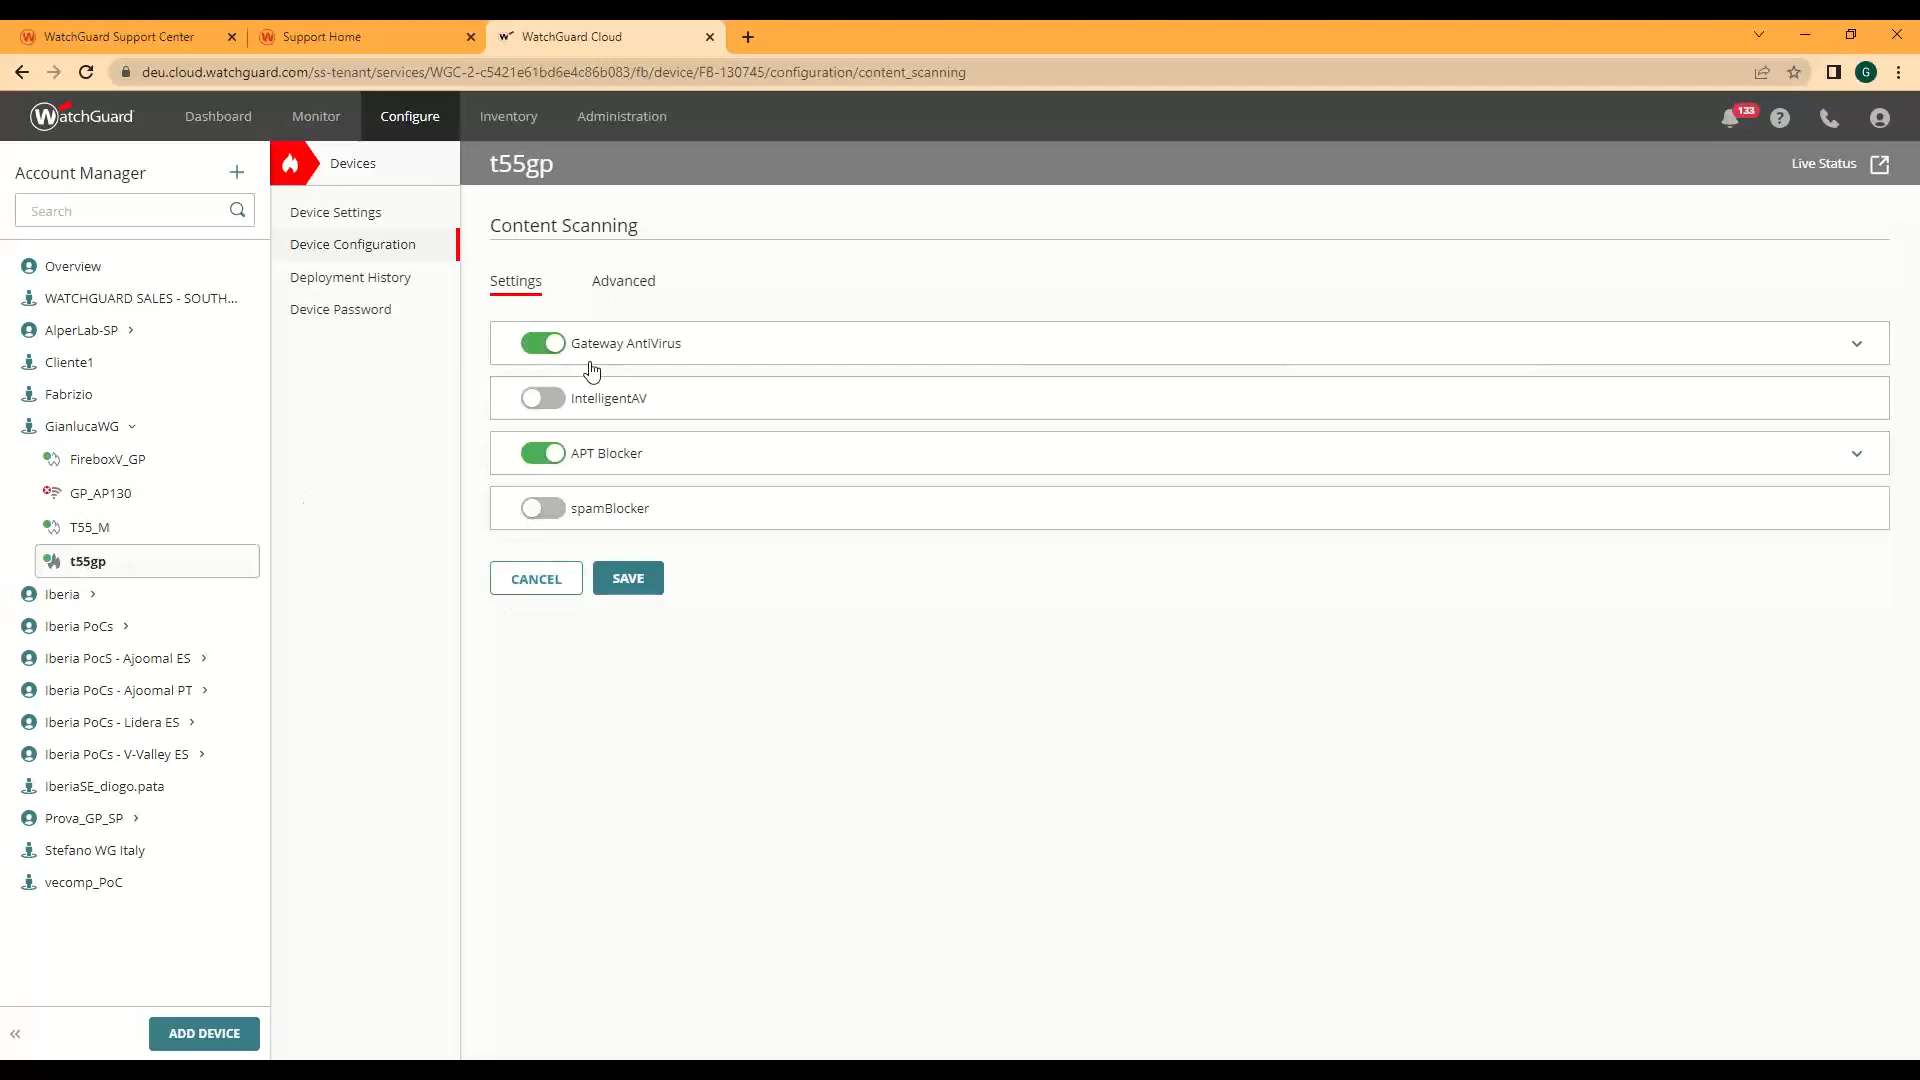 WatchGuard Support Center
Support Home
WatchGuard Cloud
deu.cloud.watchguard.com/ss-tenant/services/WGC-2-c5421e61bd6e4c86b083/fb/device/FB-130745/configuration/content_scanning
G
WatchGuard
Dashboard
Monitor
Configure
Inventory
Administration
133
Account Manager
Devices
t55gp
Live Status
Search
Device Settings
Device Configuration
Deployment History
Device Password
Content Scanning
Settings
Advanced
Gateway AntiVirus
IntelligentAV
APT Blocker
spamBlocker
CANCEL
SAVE
Overview
WATCHGUARD SALES - SOUTH...
AlperLab-SP
Cliente1
Fabrizio
GianlucaWG
FireboxV_GP
GP_AP130
T55_M
t55gp
Iberia
Iberia PoCs
Iberia PocS - Ajoomal ES
Iberia PoCs - Ajoomal PT
Iberia PoCs - Lidera ES
Iberia PoCs - V-Valley ES
IberiaSE_diogo.pata
Prova_GP_SP
Stefano WG Italy
vecomp_PoC
ADD DEVICE